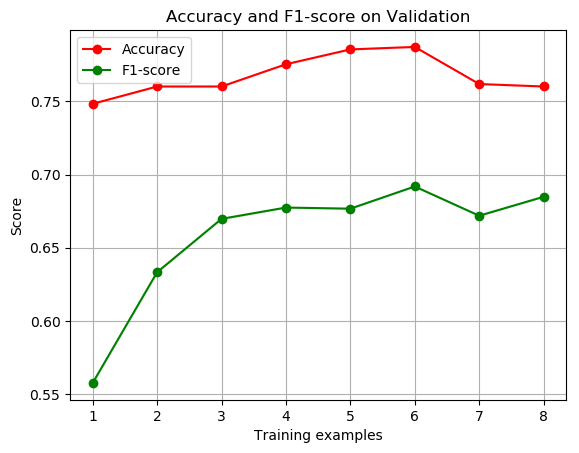 Accuracy and F1-score on Validation
Accuracy
F1-score
0.75
0.70
0.65
0.60
0.55
Score
1 2 3 4 5 6 7 8
Training examples